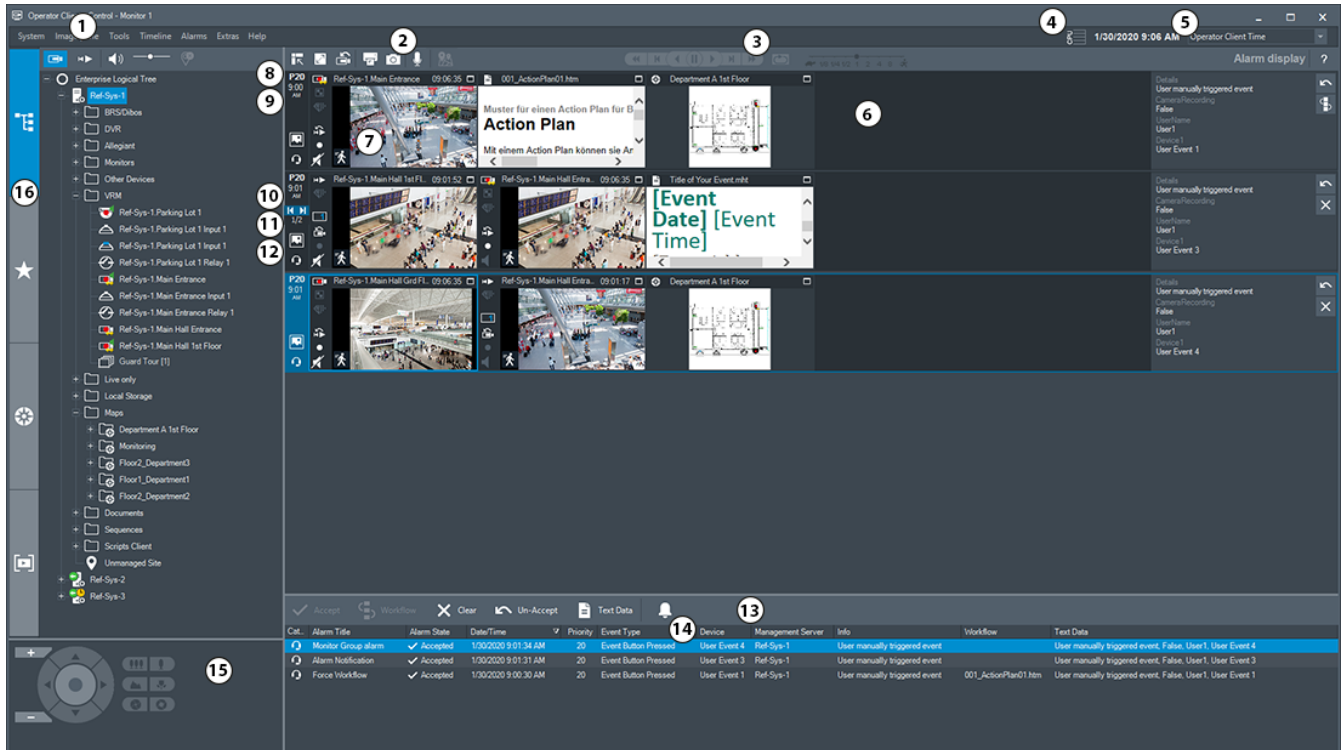 Operator Client
Control - Monitor 1
System
Tools
Timeline
Alarms
Extras
Help
1
2
3
4
5
1/30/2020 9:06 AM
Operator Client Time
Alarm display
?
Enterprise Logical Tree
Ref-Sys-1
BRS/Dibos
DVR
Allegiant
Monitors
Other Devices
VRM
Ref-Sys-1.Parking Lot 1
Ref-Sys-1.Parking Lot 1 Input 1
Ref-Sys-1.Parking Lot 1 Input 1
Ref-Sys-1.Parking Lot 1 Relay 1
Ref-Sys-1.Main Entrance
Ref-Sys-1.Main Entrance Input 1
Ref-Sys-1.Main Entrance Relay 1
Ref-Sys-1.Main Hall Entrance
Ref-Sys-1.Main Hall 1st Floor
Guard Tour [1]
Live only
Local Storage
Maps
Department A 1st Floor
Monitoring
Floor2_Department3
Floor1_Department1
Floor2_Department2
Documents
Sequences
Scripts Client
Unmanaged Site
Ref-Sys-2
Ref-Sys-3
16
8
9
10
11
12
P20
9:00
AM
Ref-Sys-1.Main Entrance 09:06:35
001_ActionPlan01.htm
Department A 1st Floor
7
6
Muster für einen Action Plan für B
Action Plan
Mit einem Action Plan können sie Ar
Details
User manually triggered event
CameraRecording
False
UserName
User1
Device1
User Event 1
P20
9:01
AM
1/2
Ref-Sys-1.Main Hall 1st Fl.. 09:01:52
Ref-Sys-1.Main Hall Entra.. 09:06:35
Title of Your Event.mht
[Event
Date] [Event
Time]
Details
User manually triggered event
CameraRecording
False
UserName
User1
Device1
User Event 3
P20
9:01
AM
Ref-Sys-1.Main Hall Grd Fl.. 09:06:35
Ref-Sys-1.Main Hall Entra.. 09:01:17
Department A 1st Floor
Details
User manually triggered event
CameraRecording
False
UserName
User1
Device1
User Event 4
Accept
Workflow
Clear
Un-Accept
Text Data
13
14
Cat.. Alarm Title Alarm State Date/Time Priority Event Type Device Management Server Info Workflow Text Data
Monitor Group alarm Accepted 1/30/2020 9:01:34 AM 20 Event Button Pressed User Event 4 Ref-Sys-1 User manually triggered event User manually triggered event, False, User1, User Event 4
Alarm Notification Accepted 1/30/2020 9:01:31 AM 20 Event Button Pressed User Event 3 Ref-Sys-1 User manually triggered event User manually triggered event, False, User1, User Event 3
Force Workflow Accepted 1/30/2020 9:00:30 AM 20 Event Button Pressed User Event 1 Ref-Sys-1 User manually triggered event 001_ActionPlan01.htm User manually triggered event, False, User1, User Event 1
15